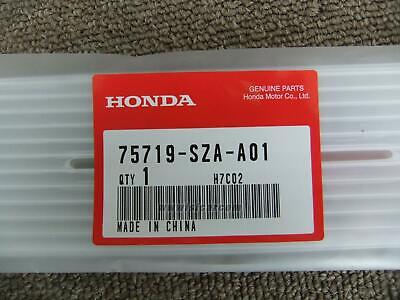 GENUINE PARTS
HONDA
Honda Motor Co., Ltd.
75719-SZA-A01
QTY 1 H7C02
MADE IN CHINA